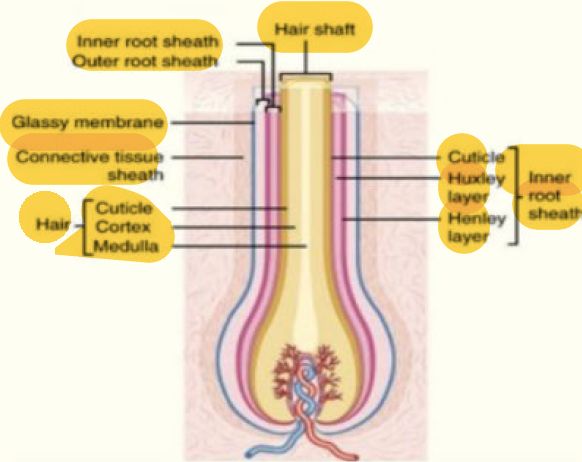 Hair shaft
Inner root sheath
Outer root sheath
Glassy membrane
Connective tissue
sheath
Hair
Cuticle
Cortex
Medulla
Cuticle
Huxley
layer
Henley
layer
Inner
root
sheath